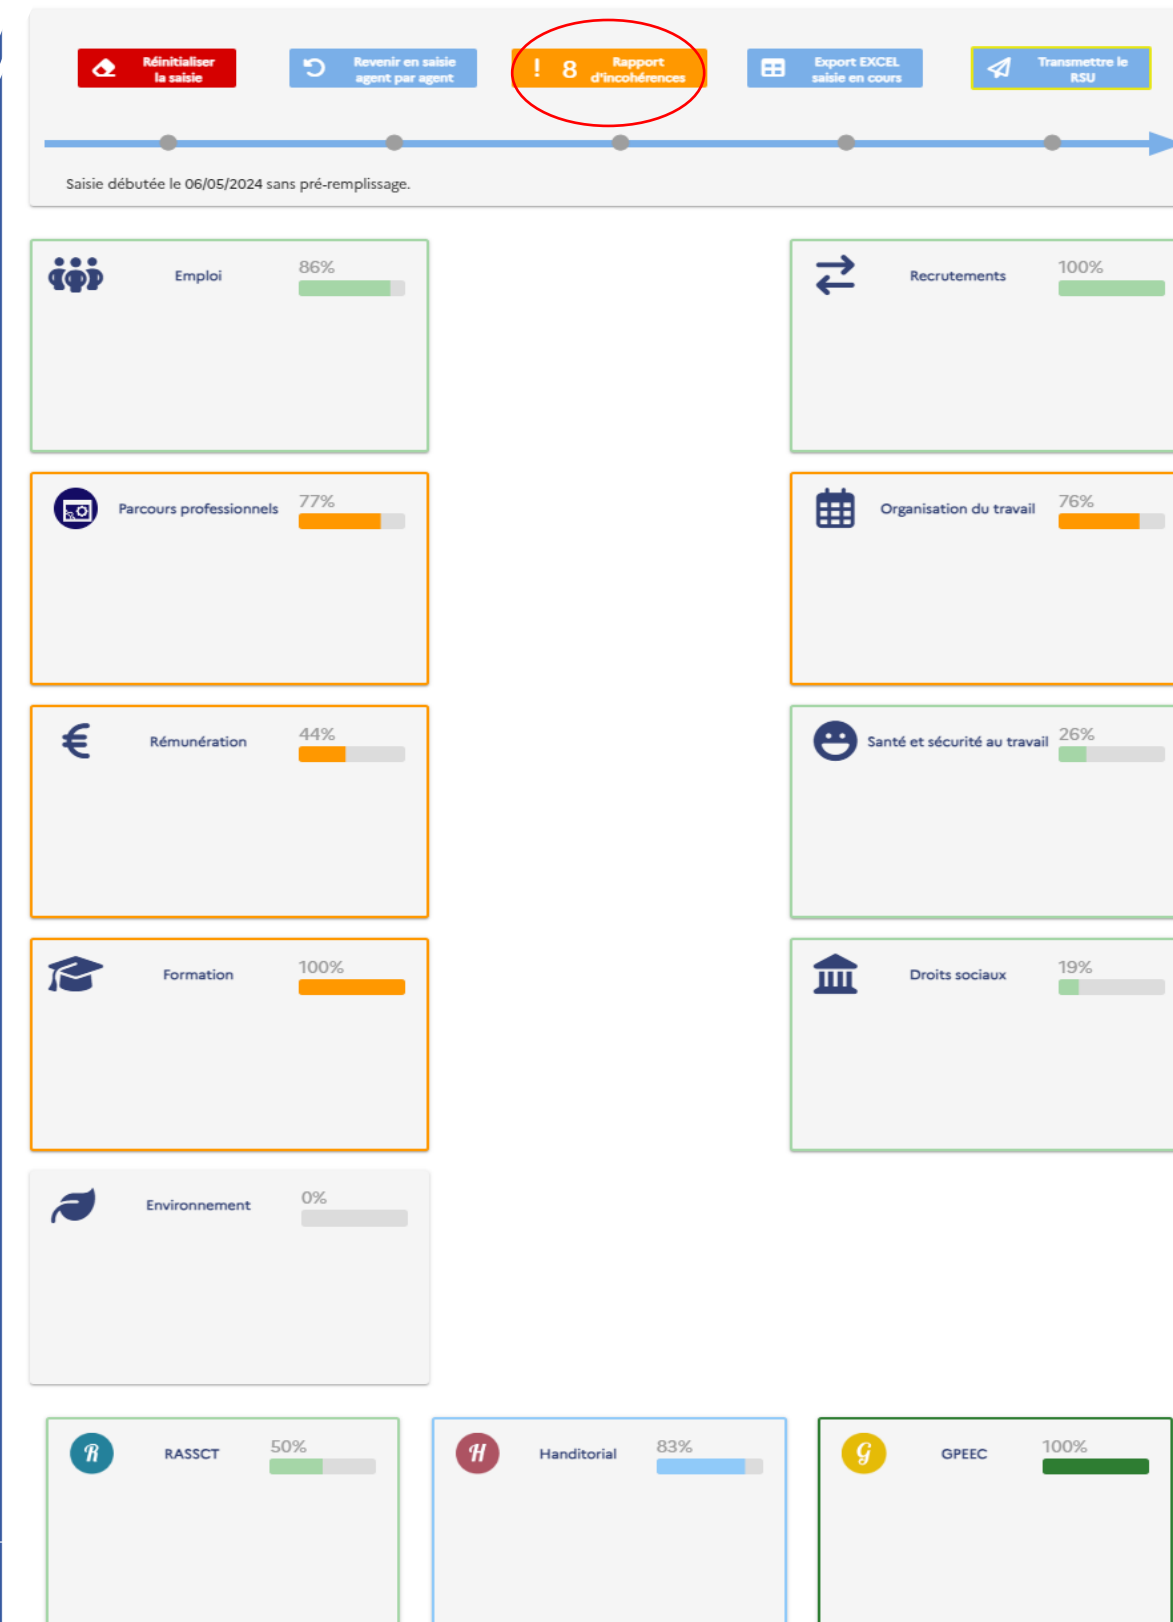 Réinitialiser
la saisie
Revenir en saisie
agent par agent
! 8 Rapport
d'incohérences
Export EXCEL
saisie en cours
Transmettre le
RSU
Saisie débutée le 06/05/2024 sans pré-remplissage.
Emploi 86%
Recrutements 100%
Parcours professionnels 77%
Organisation du travail 76%
€ Rémunération 44%
Santé et sécurité au travail 26%
Formation 100%
Droits sociaux 19%
Environnement 0%
R RASSCT 50%
H Handitorial 83%
G GPEEC 100%